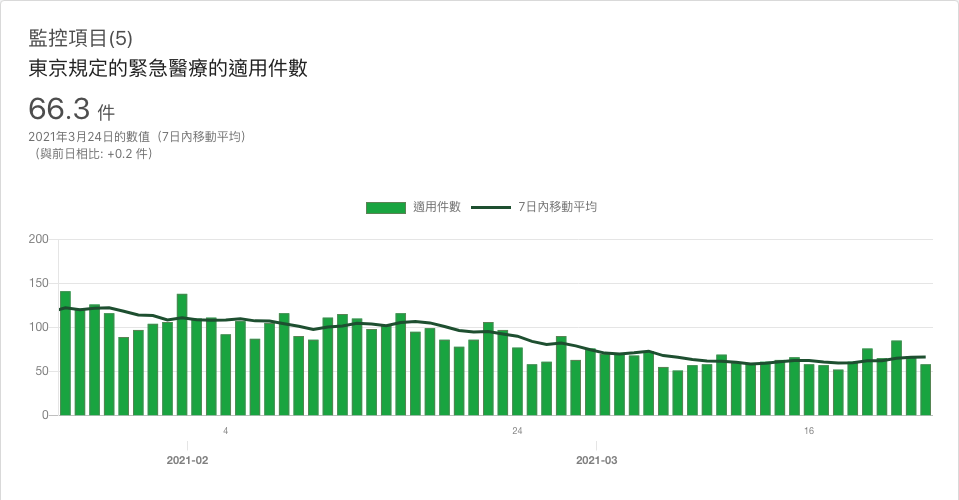 監控項目(5)
東京規定的緊急醫療的適用件數
66.3 件
2021年3月24日的數值（7日內移動平均）
（與前日相比: +0.2 件）
適用件數 7日內移動平均
200
150
100
50
0
4 24 16
2021-02 2021-03